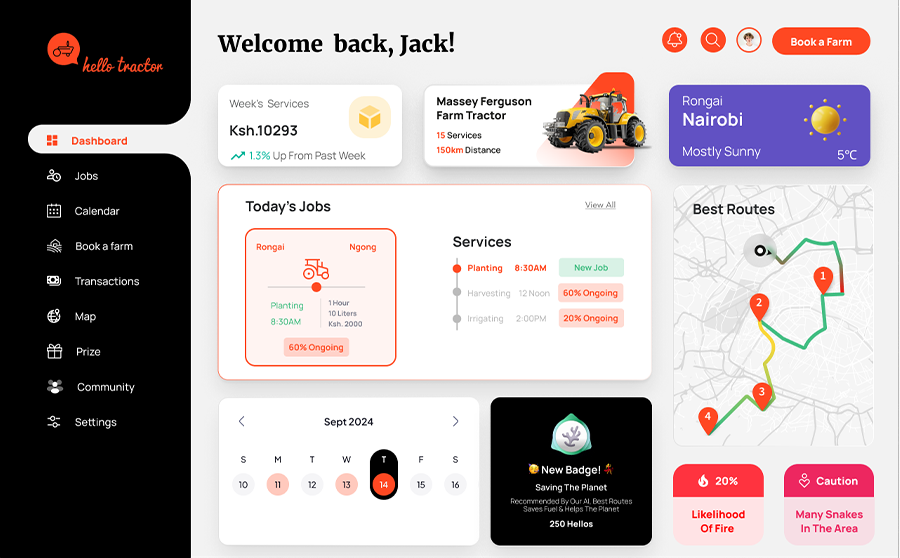 hello tractor
Dashboard
Jobs
Calendar
Book a farm
Transactions
Map
Prize
Community
Settings
Welcome back, Jack!
Book a Farm
Week's Services
Ksh.10293
1.3% Up From Past Week
Massey Ferguson
Farm Tractor
15 Services
150km Distance
Rongai
Nairobi
Mostly Sunny
5°C
Today's Jobs
View All
Rongai
Ngong
Planting
8:30AM
1 Hour
10 Liters
Ksh. 2000
60% Ongoing
Services
Planting 8:30AM New Job
Harvesting 12 Noon 60% Ongoing
Irrigating 2:00PM 20% Ongoing
Best Routes
1
2
3
4
Sept 2024
S M T W T F S
10 11 12 13 14 15 16
New Badge!
Saving The Planet
Recommended By Our AI, Best Routes
Saves Fuel & Helps The Planet
250 Hellos
20%
Likelihood
Of Fire
Caution
Many Snakes
In The Area